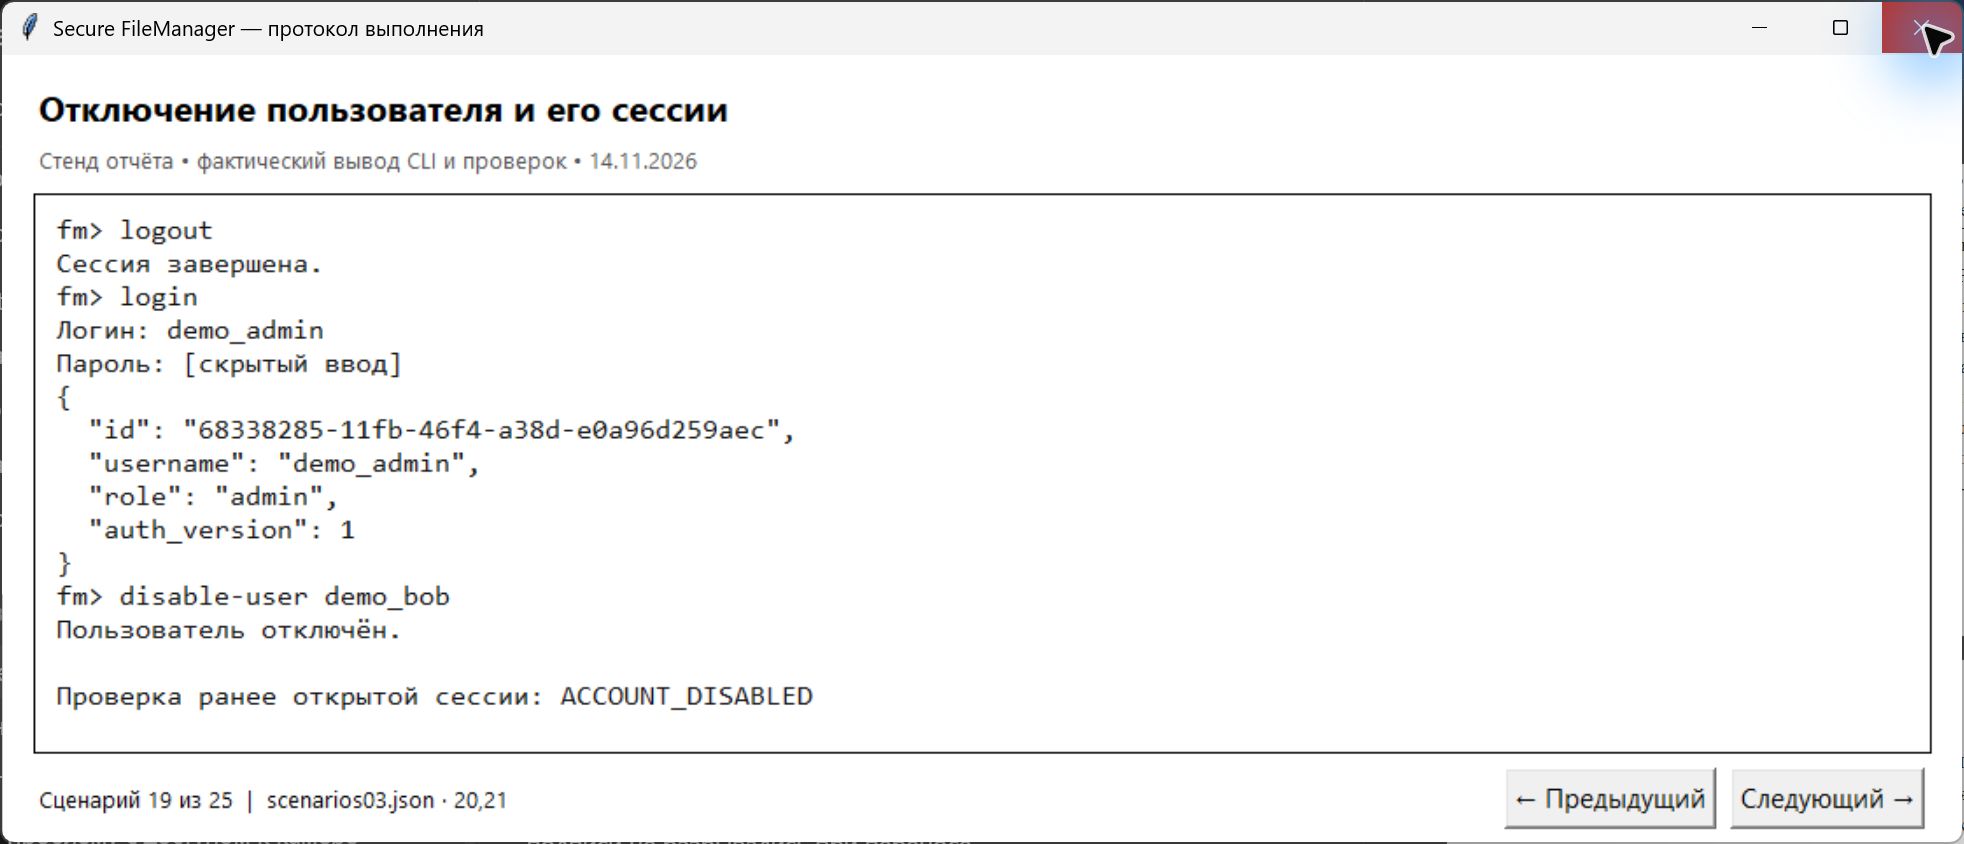 Secure FileManager — протокол выполнения
Отключение пользователя и его сессии
Стенд отчёта • фактический вывод CLI и проверок • 14.11.2026
fm> logout
Сессия завершена.
fm> login
Логин: demo_admin
Пароль: [скрытый ввод]
{
  "id": "68338285-11fb-46f4-a38d-e0a96d259aec",
  "username": "demo_admin",
  "role": "admin",
  "auth_version": 1
}
fm> disable-user demo_bob
Пользователь отключён.
Проверка ранее открытой сессии: ACCOUNT_DISABLED
Сценарий 19 из 25 | scenarios03.json · 20,21
← Предыдущий
Следующий →